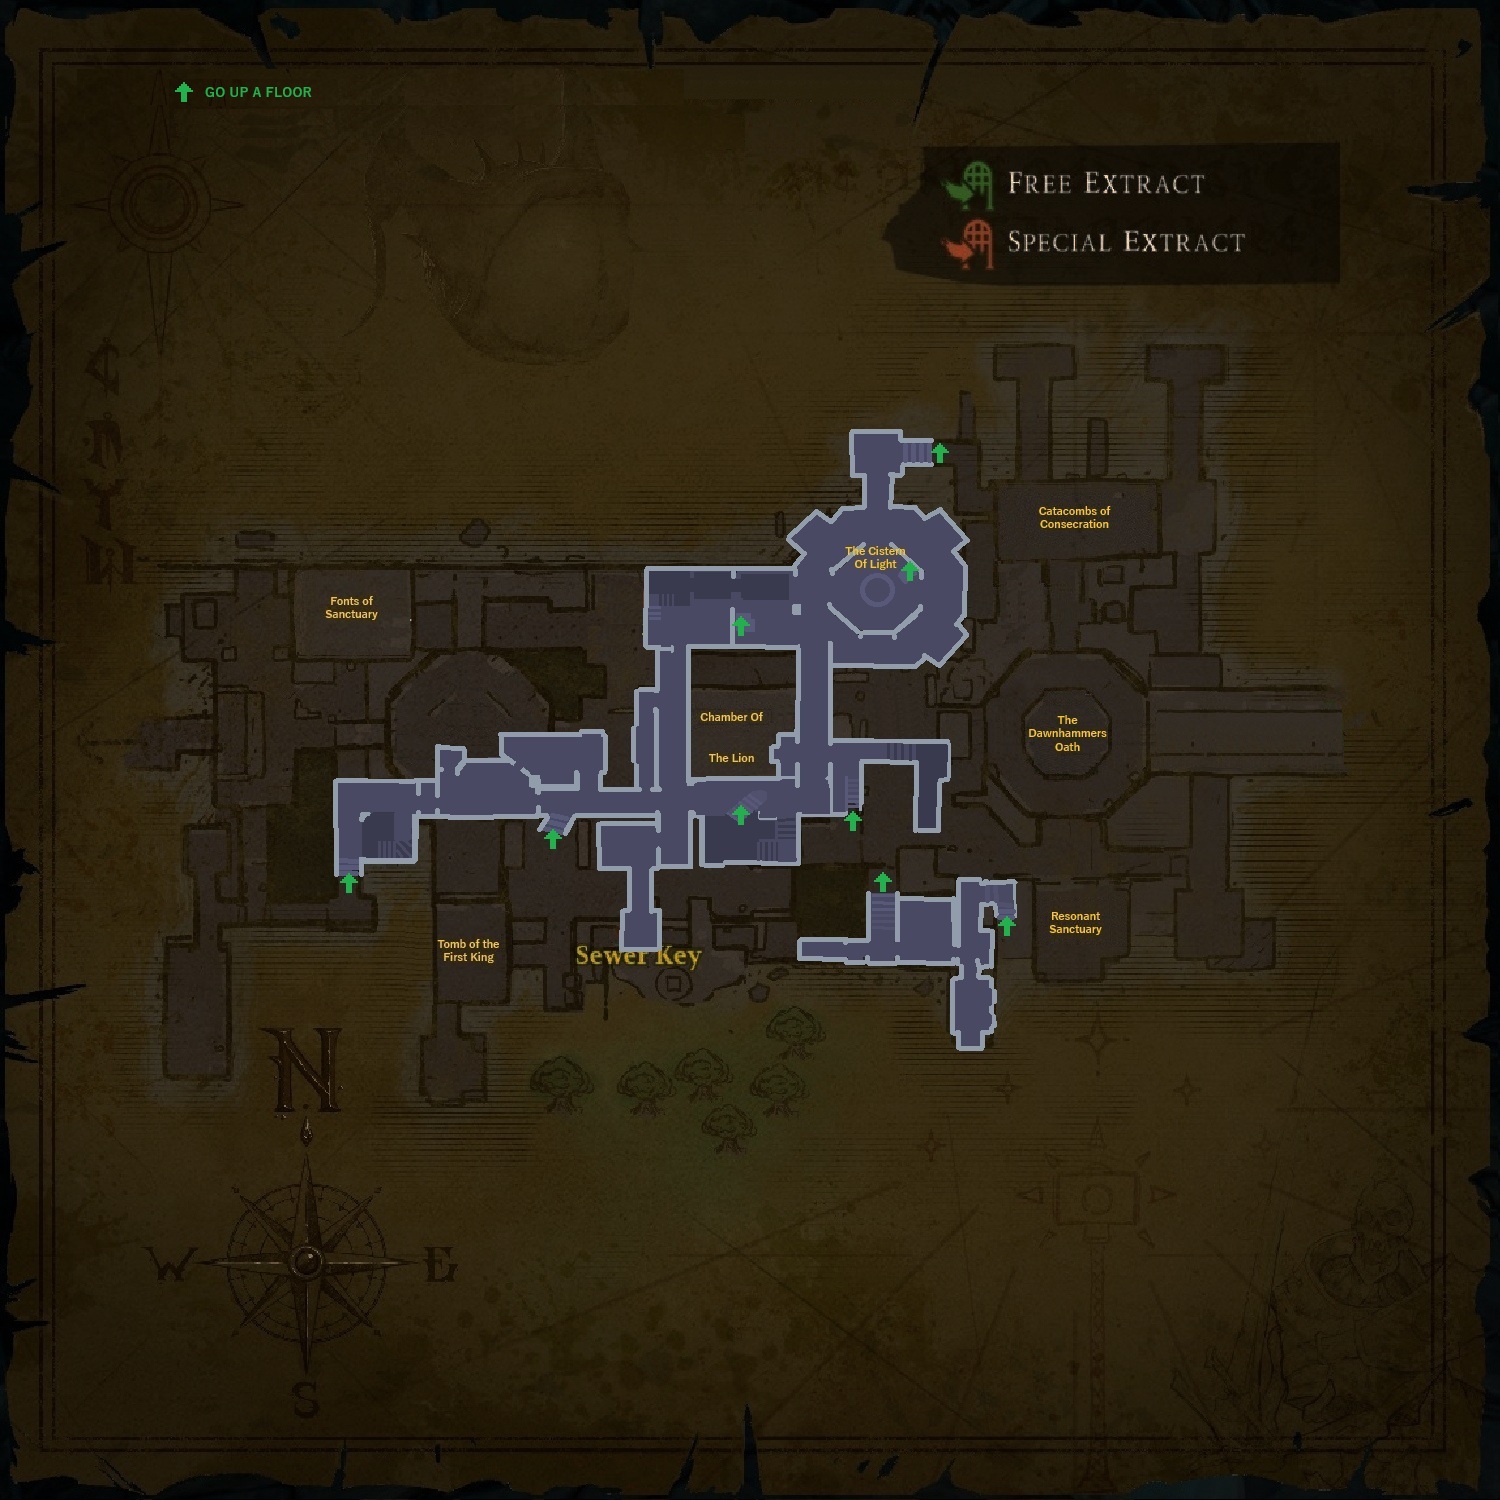 GO UP A FLOOR
FREE EXTRACT
SPECIAL EXTRACT
Catacombs of
Consecration
The Cistern
Of Light
Fonts of
Sanctuary
Chamber Of
The Lion
The
Dawnhammers
Oath
Resonant
Sanctuary
Tomb of the
First King
Sewer Key
N
W
E
S